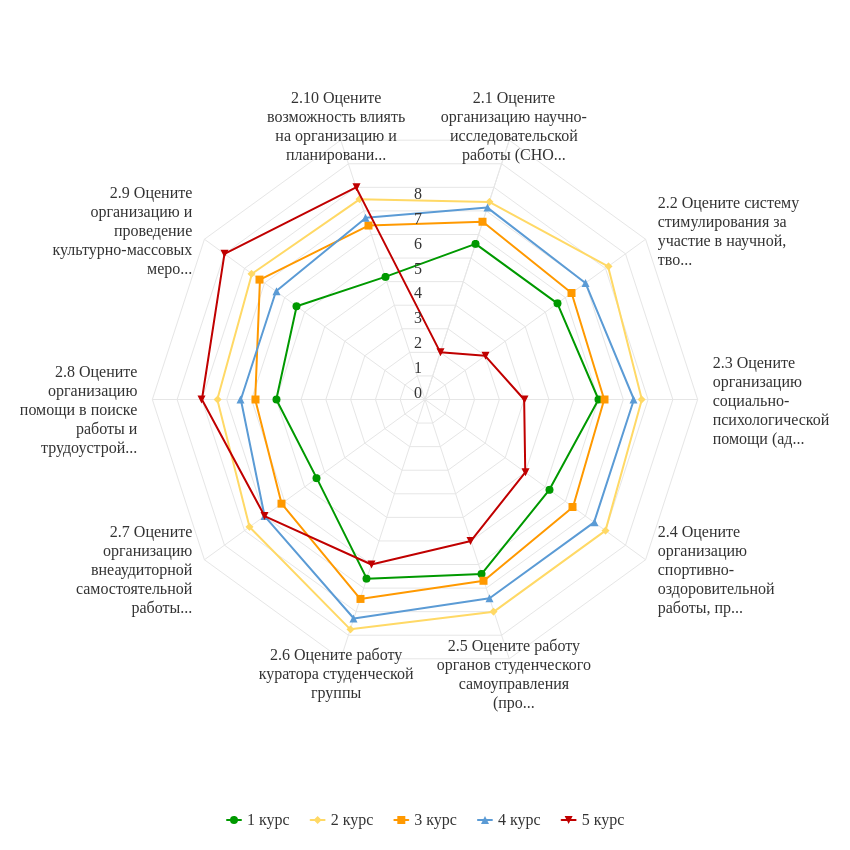 2.10 Оцените
возможность влиять
на организацию и
планировани...
2.1 Оцените
организацию научно-
исследовательской
работы (СНО...
2.2 Оцените систему
стимулирования за
участие в научной,
тво...
2.3 Оцените
организацию
социально-
психологической
помощи (ад...
2.4 Оцените
организацию
спортивно-
оздоровительной
работы, пр...
2.5 Оцените работу
органов студенческого
самоуправления
(про...
2.6 Оцените работу
куратора студенческой
группы
2.7 Оцените
организацию
внеаудиторной
самостоятельной
работы...
2.8 Оцените
организацию
помощи в поиске
работы и
трудоустрой...
2.9 Оцените
организацию и
проведение
культурно-массовых
меро...
8
7
6
5
4
3
2
1
0
1 курс 2 курс 3 курс 4 курс 5 курс